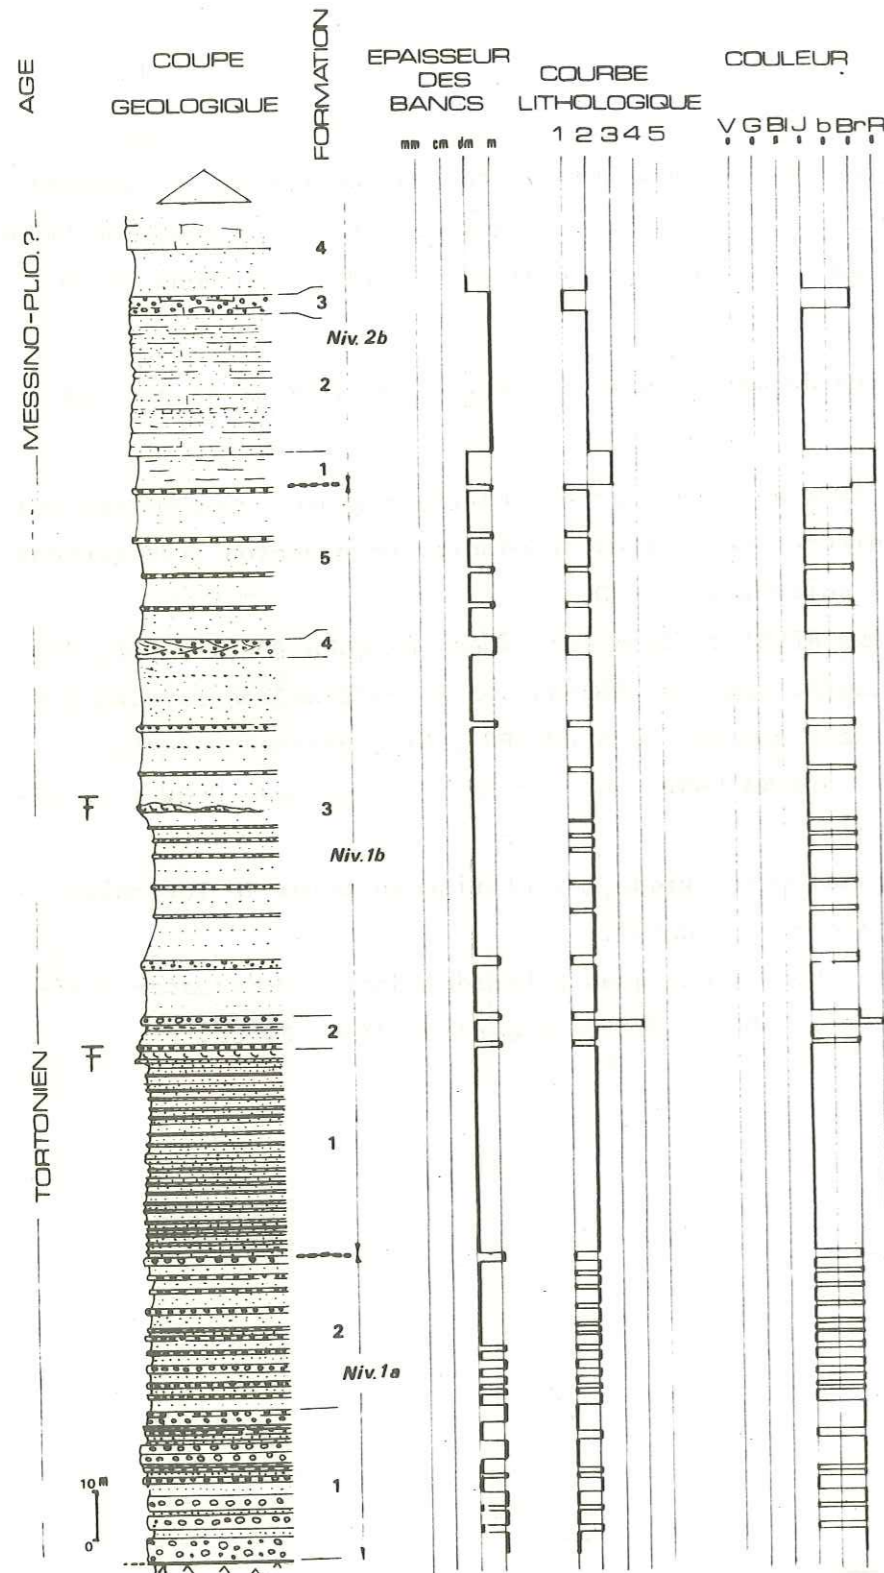 AGE
COUPE
GEOLOGIQUE
FORMATION
EPAISSEUR
DES
BANCS
mm cm dm m
COURBE
LITHOLOGIQUE
1 2 3 4 5
COULEUR
V G Bl J b Br R
MESSINO-PLIO. ?
TORTONIEN
4
3
Niv. 2b
2
1
5
4
3
Niv. 1b
2
1
2
Niv. 1a
1
10 m
0